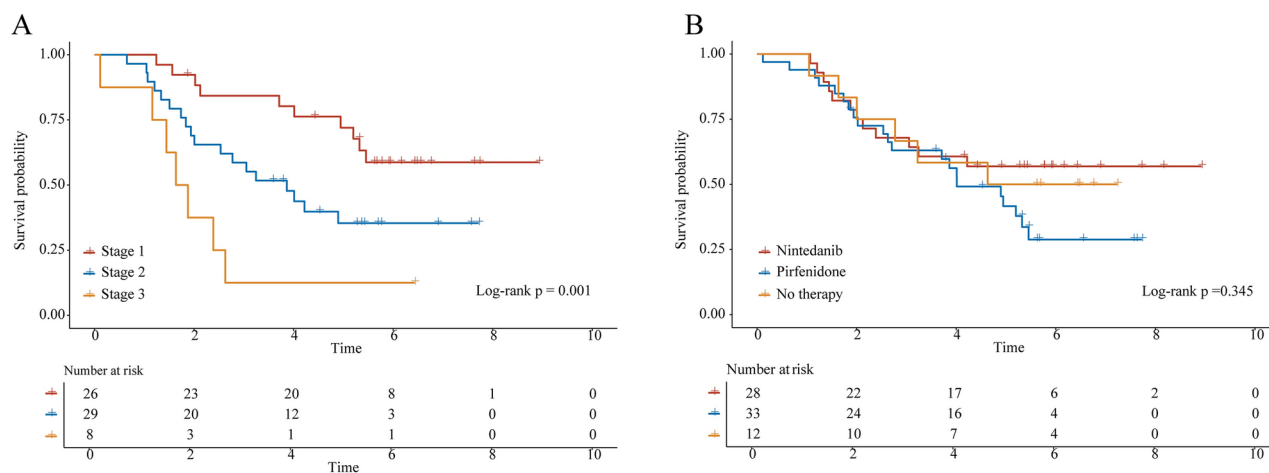 A
1.00
0.75
0.50
0.25
0.00
Survival probability
Stage 1
Stage 2
Stage 3
Log-rank p = 0.001
0 2 4 6 8 10
Time
Number at risk
26 23 20 8 1 0
29 20 12 3 0 0
8 3 1 1 0 0
0 2 4 6 8 10
Time
B
1.00
0.75
0.50
0.25
0.00
Survival probability
Nintedanib
Pirfenidone
No therapy
Log-rank p =0.345
0 2 4 6 8 10
Time
Number at risk
28 22 17 6 2 0
33 24 16 4 0 0
12 10 7 4 0 0
0 2 4 6 8 10
Time